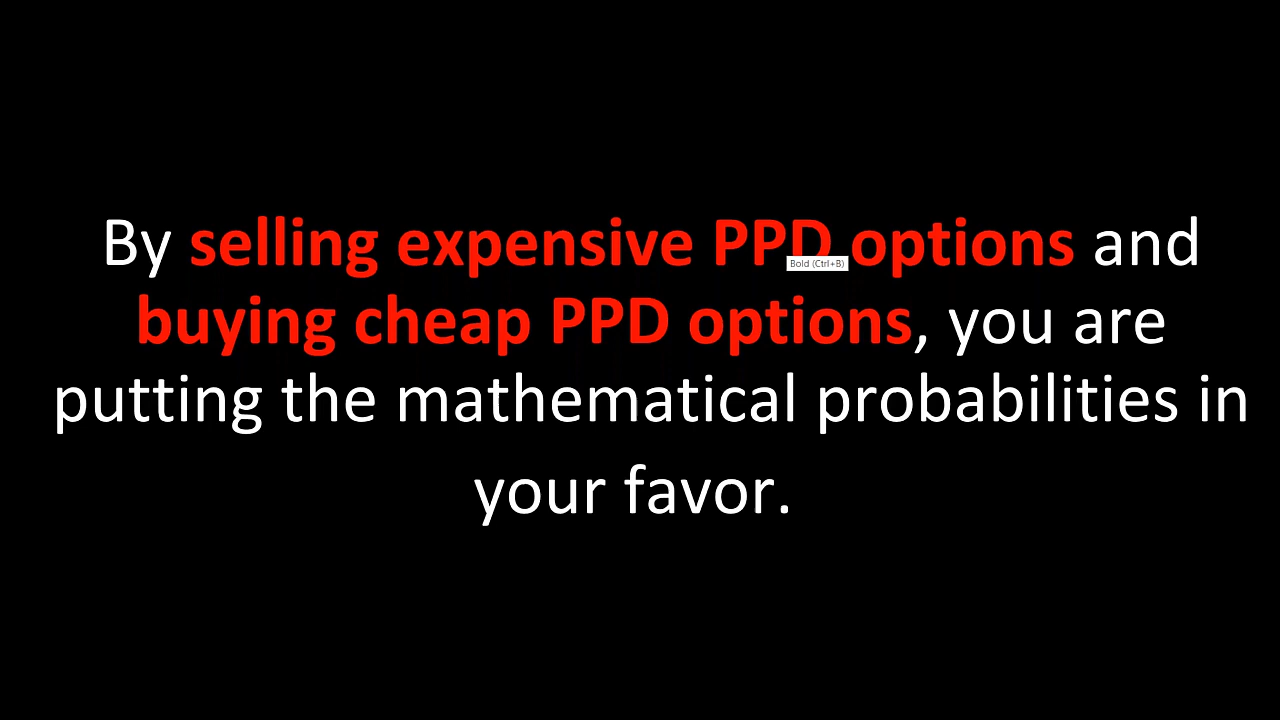 By selling expensive PPD options and
Bold (Ctrl+B)
buying cheap PPD options, you are
putting the mathematical probabilities in
your favor.